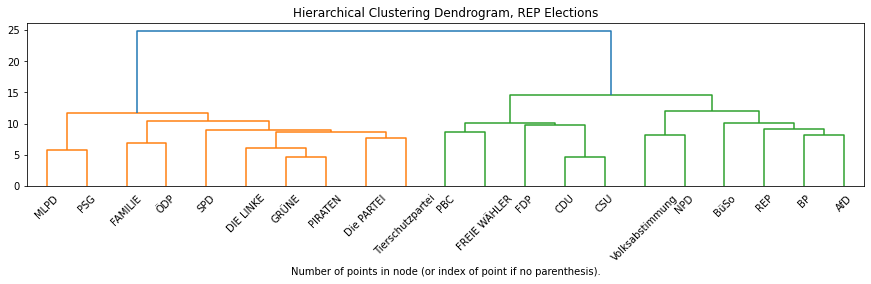 Hierarchical Clustering Dendrogram, REP Elections
25
20
15
10
5
0
MLPD
PSG
FAMILIE
ÖDP
SPD
DIE LINKE
GRÜNE
PIRATEN
Die PARTEI
Tierschutzpartei
PBC
FREIE WÄHLER
FDP
CDU
CSU
Volksabstimmung
NPD
BüSo
REP
BP
AfD
Number of points in node (or index of point if no parenthesis).